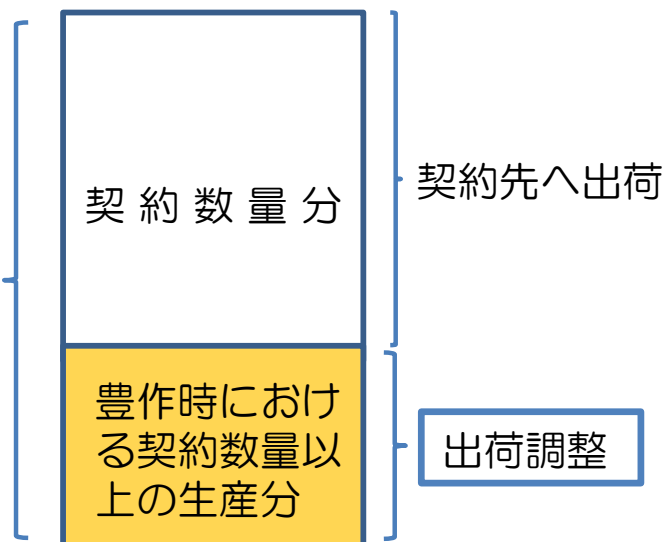 契約数量分
契約先へ出荷
豊作時におけ
る契約数量以
上の生産分
出荷調整